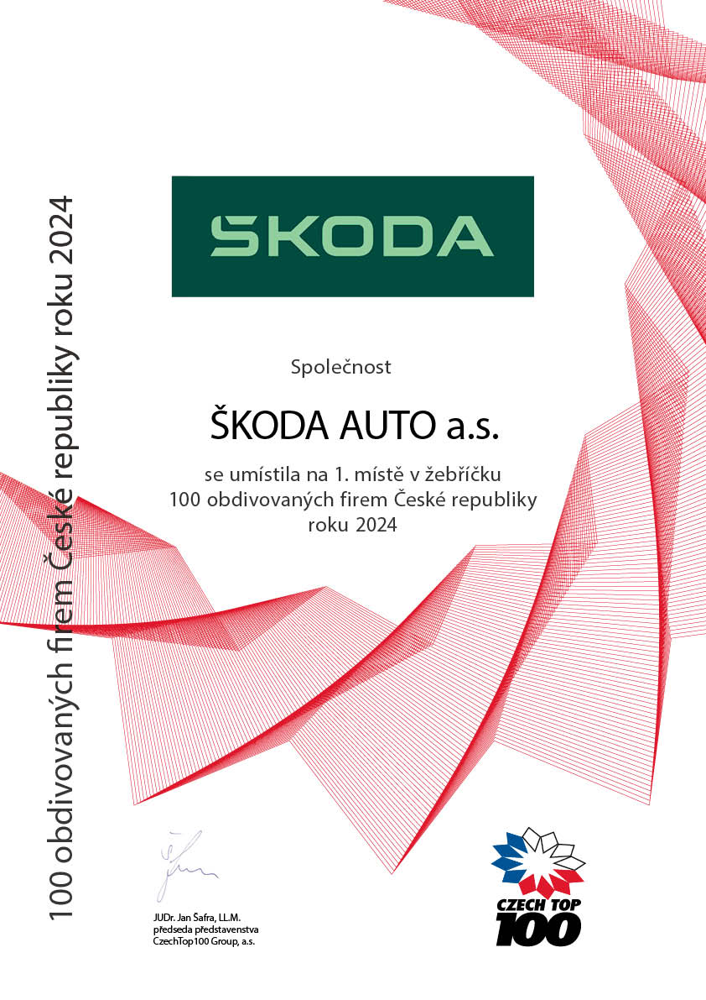 100 obdivovaných firem České republiky roku 2024
ŠKODA
Společnost
ŠKODA AUTO a.s.
se umístila na 1. místě v žebříčku
100 obdivovaných firem České republiky
roku 2024
JUDr. Jan Šafra, LL.M.
předseda představenstva
CzechTop100 Group, a.s.
CZECH TOP
100